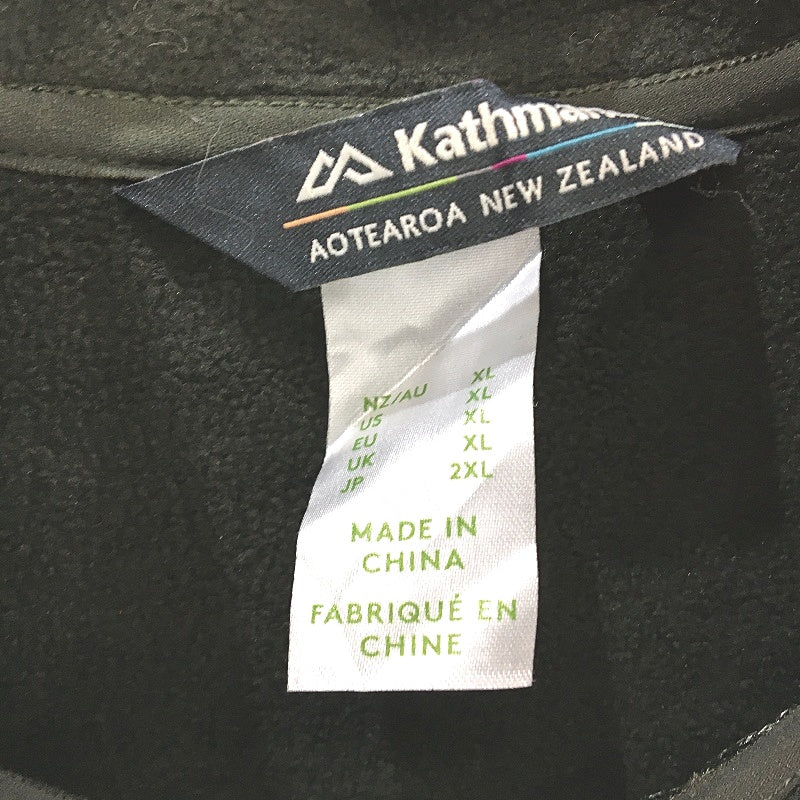 Kathman
AOTEAROA NEW ZEALAND
NZ/AU XL
US XL
EU XL
UK XL
JP 2XL
MADE IN
CHINA
FABRIQUÉ EN
CHINE